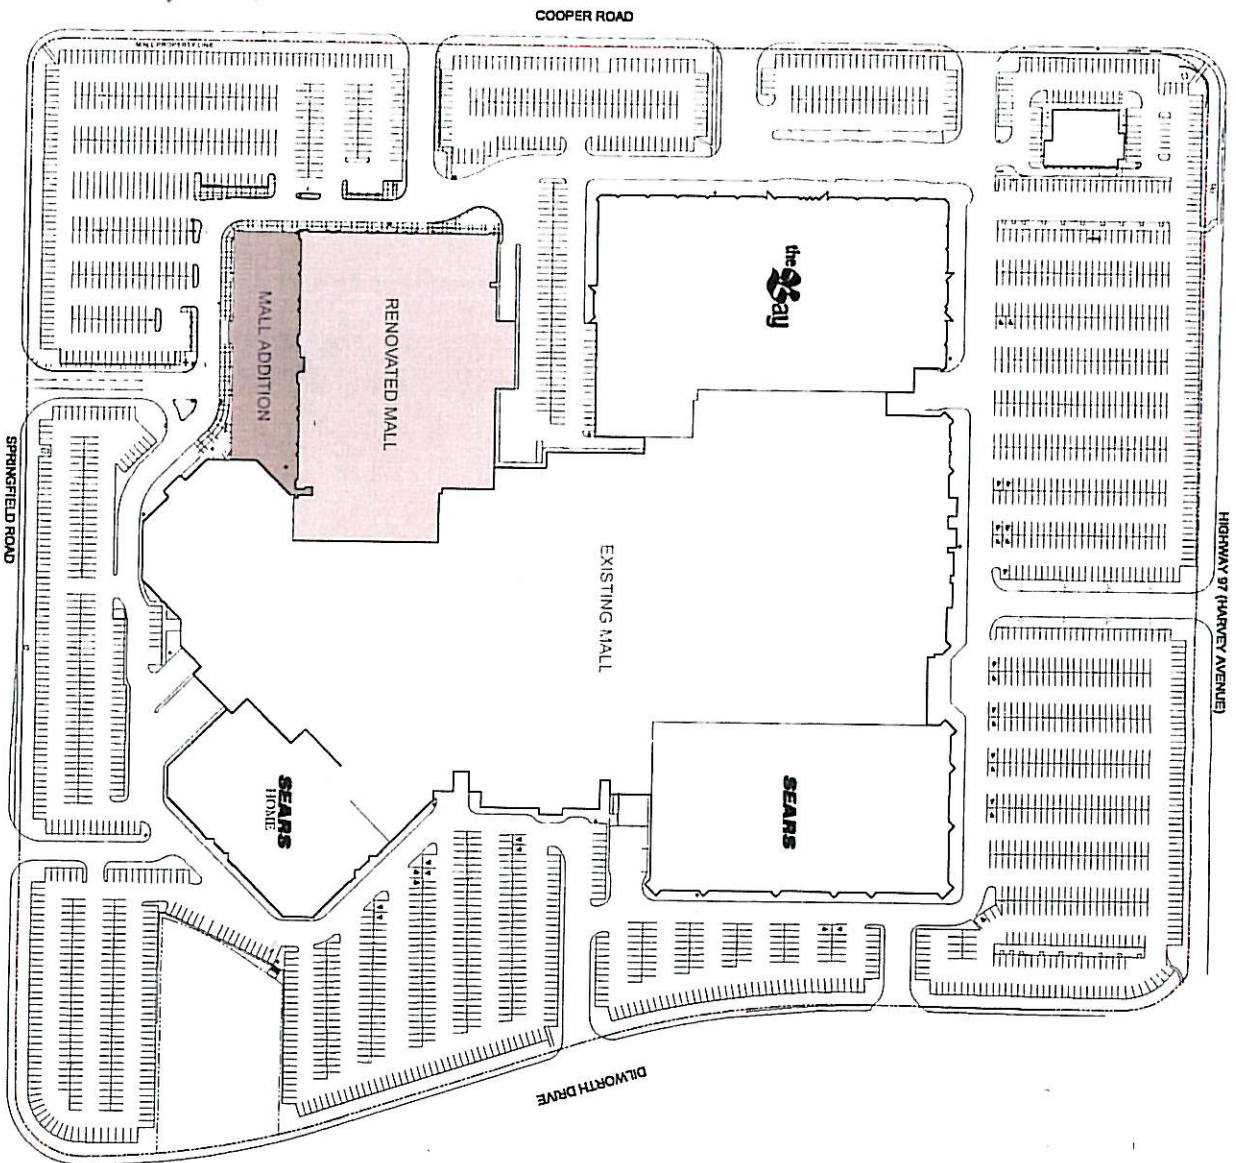 COOPER ROAD
MALL PROPERTY LINE
HIGHWAY 97 (HARVEY AVENUE)
the Bay
MALL ADDITION
RENOVATED MALL
SPRINGFIELD ROAD
EXISTING MALL
SEARS
HOME
SEARS
DILWORTH DRIVE